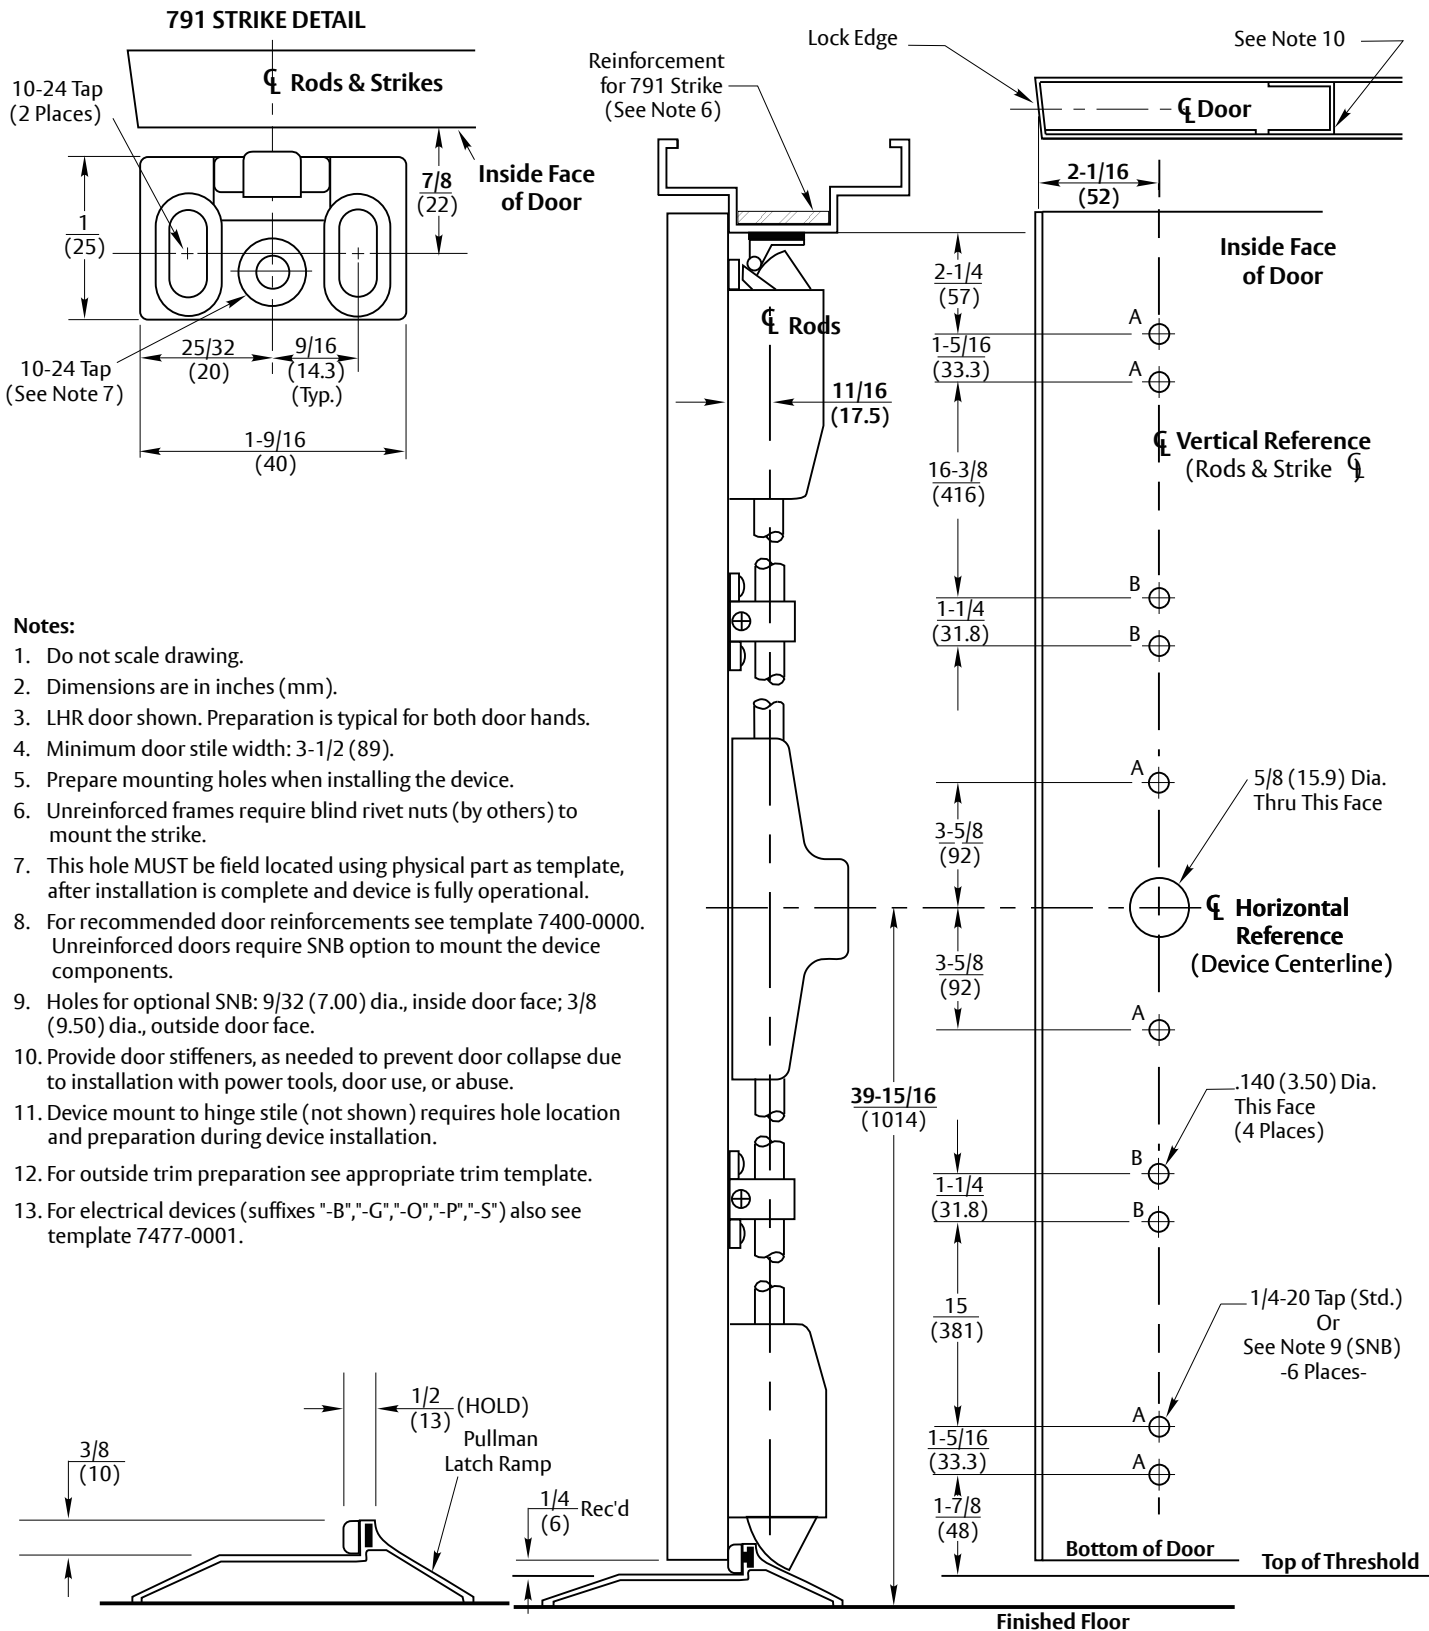 791 STRIKE DETAIL
10-24 Tap
(2 Places)
℄ Rods & Strikes
Inside Face
of Door
7/8
(22)
1
(25)
10-24 Tap
(See Note 7)
25/32
(20)
9/16
(14.3)
(Typ.)
1-9/16
(40)
Reinforcement
for 791 Strike
(See Note 6)
Lock Edge
See Note 10
℄ Door
2-1/16
(52)
Inside Face
of Door
℄ Rods
11/16
(17.5)
2-1/4
(57)
A
1-5/16
(33.3)
A
℄ Vertical Reference
(Rods & Strike ℄
16-3/8
(416)
B
1-1/4
(31.8)
B
A
5/8 (15.9) Dia.
Thru This Face
3-5/8
(92)
℄ Horizontal
Reference
(Device Centerline)
3-5/8
(92)
A
39-15/16
(1014)
.140 (3.50) Dia.
This Face
(4 Places)
B
1-1/4
(31.8)
B
15
(381)
1/4-20 Tap (Std.)
Or
See Note 9 (SNB)
-6 Places-
A
1-5/16
(33.3)
A
1-7/8
(48)
Bottom of Door
Top of Threshold
Finished Floor
Notes:
1. Do not scale drawing.
2. Dimensions are in inches (mm).
3. LHR door shown. Preparation is typical for both door hands.
4. Minimum door stile width: 3-1/2 (89).
5. Prepare mounting holes when installing the device.
6. Unreinforced frames require blind rivet nuts (by others) to
mount the strike.
7. This hole MUST be field located using physical part as template,
after installation is complete and device is fully operational.
8. For recommended door reinforcements see template 7400-0000.
Unreinforced doors require SNB option to mount the device
components.
9. Holes for optional SNB: 9/32 (7.00) dia., inside door face; 3/8
(9.50) dia., outside door face.
10. Provide door stiffeners, as needed to prevent door collapse due
to installation with power tools, door use, or abuse.
11. Device mount to hinge stile (not shown) requires hole location
and preparation during device installation.
12. For outside trim preparation see appropriate trim template.
13. For electrical devices (suffixes "-B","-G","-O","-P","-S") also see
template 7477-0001.
1/2
(13)
(HOLD)
Pullman
Latch Ramp
3/8
(10)
1/4
(6)
Rec'd